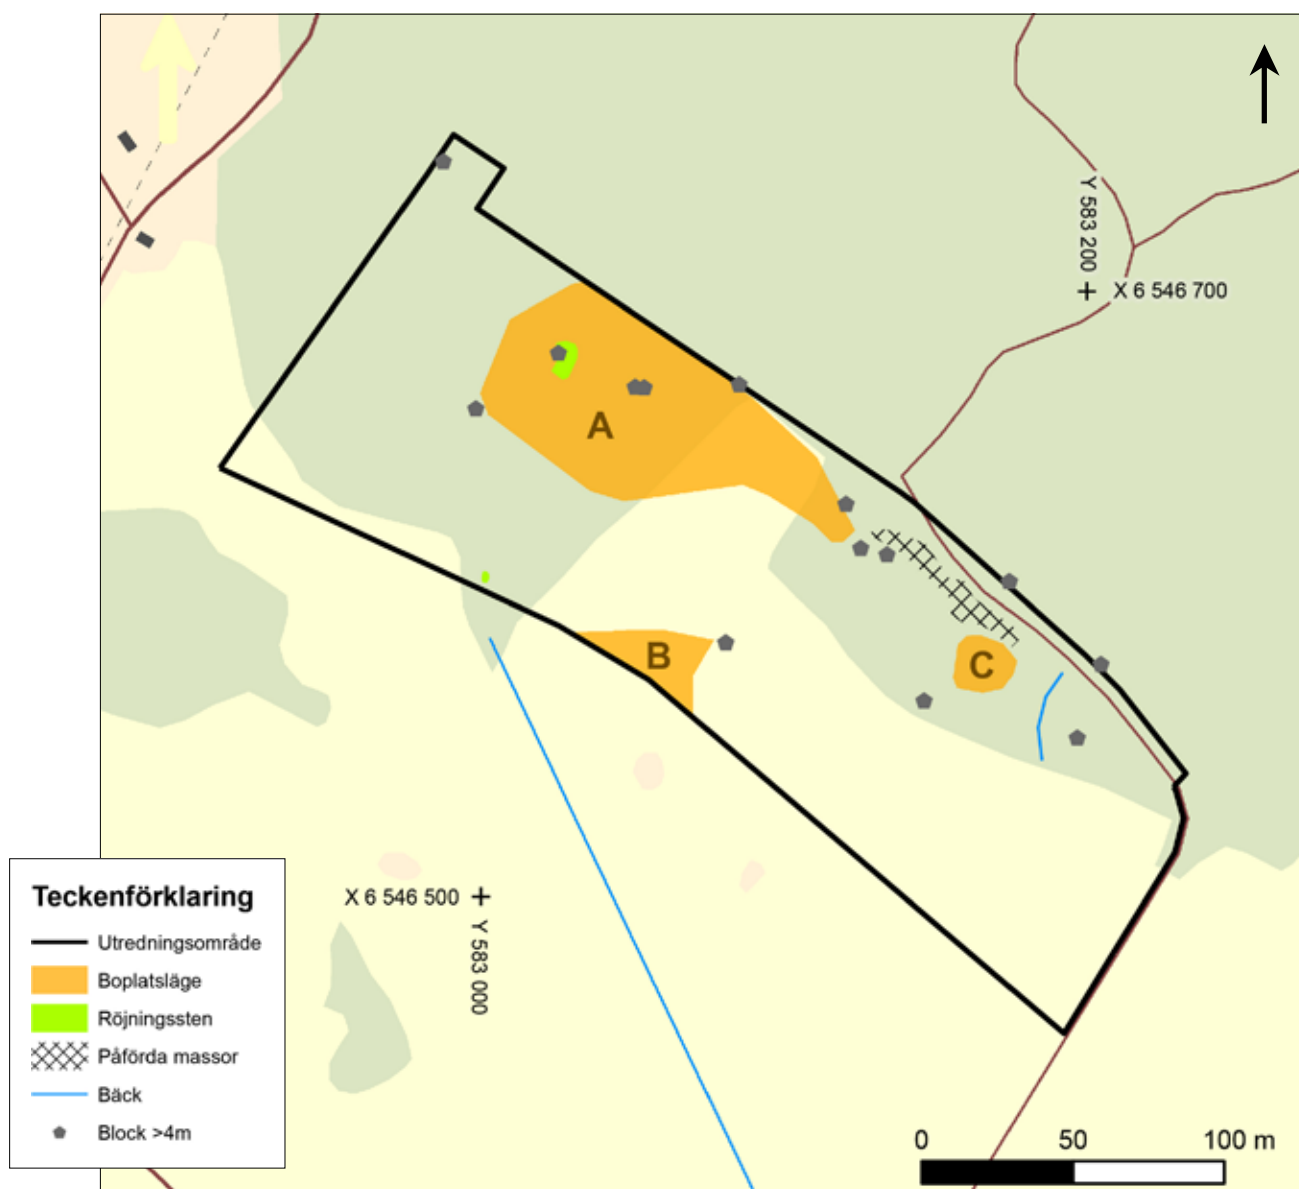 Y 583 200
X 6 546 700
A
B
C
X 6 546 500
Y 583 000
Teckenförklaring
Utredningsområde
Boplatsläge
Röjningssten
Påförda massor
Bäck
Block >4m
0 50 100 m